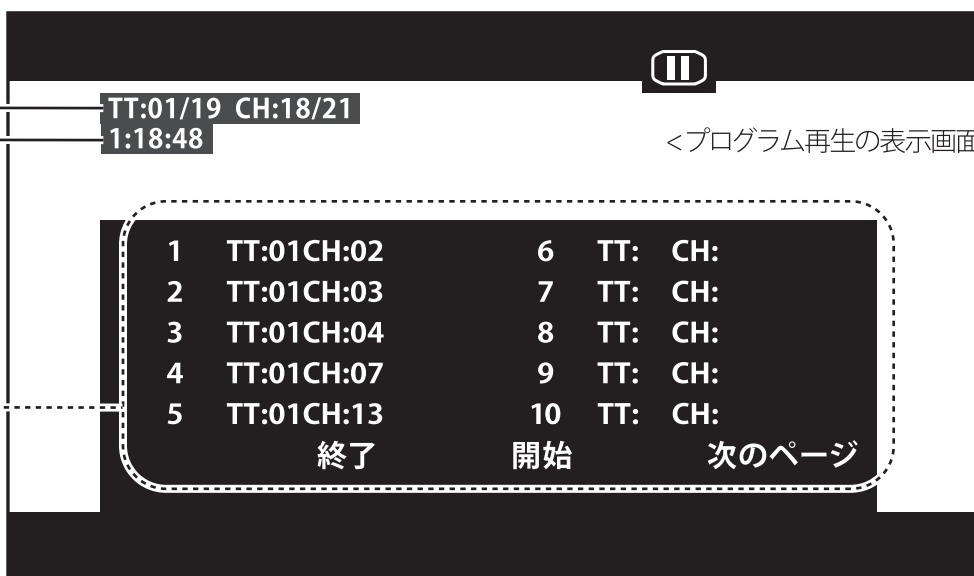 TT:01/19 CH:18/21
1:18:48
<プログラム再生の表示画面
1 TT:01CH:02 6 TT: CH:
2 TT:01CH:03 7 TT: CH:
3 TT:01CH:04 8 TT: CH:
4 TT:01CH:07 9 TT: CH:
5 TT:01CH:13 10 TT: CH:
終了 開始 次のページ